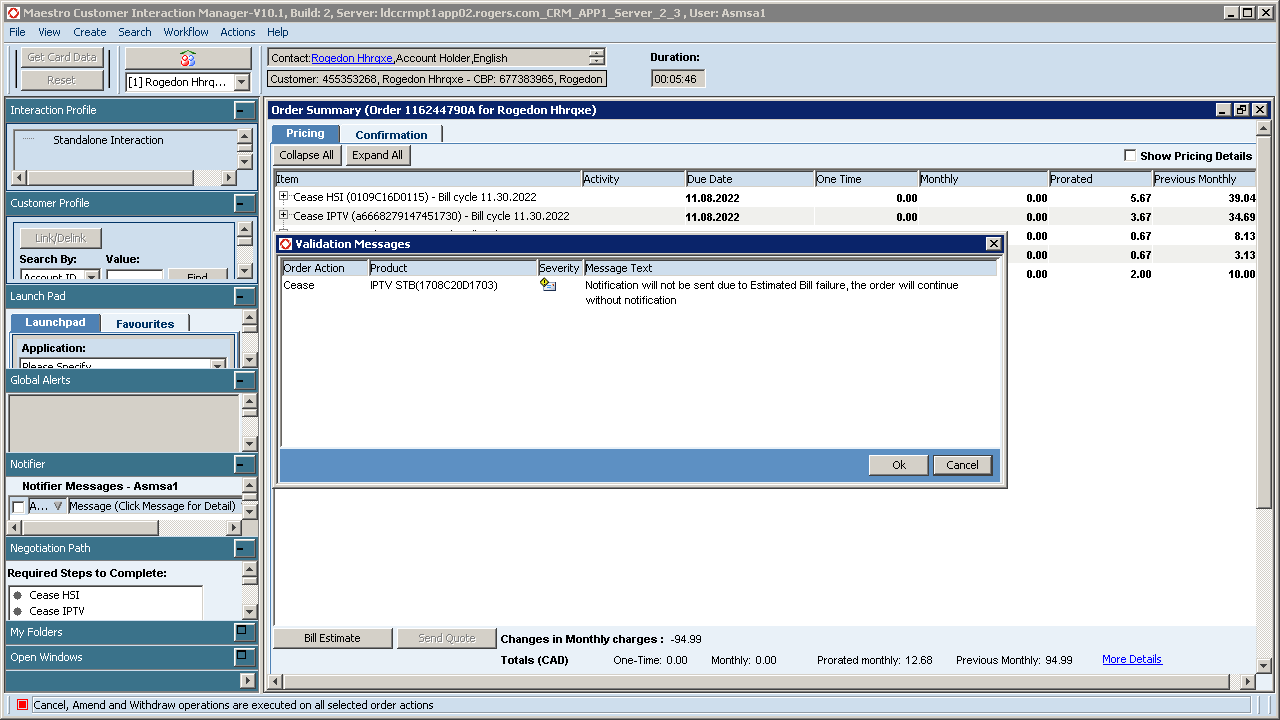 Maestro Customer Interaction Manager-V10.1, Build: 2, Server: ldccrmpt1app02.rogers.com_CRM_APP1_Server_2_3 , User: Asmsa1
File View Create Search Workflow Actions Help
Get Card Data
Reset
[1] Rogedon Hhrq...
Contact:Rogedon Hhrqxe,Account Holder,English
Customer: 455353268, Rogedon Hhrqxe - CBP: 677383965, Rogedon
Duration:
00:05:46
Interaction Profile
Standalone Interaction
Customer Profile
Link/Delink
Search By: Value:
Account ID Find
Launch Pad
Launchpad Favourites
Application:
Please Specify
Global Alerts
Notifier
Notifier Messages - Asmsa1
A... Message (Click Message for Detail)
Negotiation Path
Required Steps to Complete:
Cease HSI
Cease IPTV
My Folders
Open Windows
Order Summary (Order 116244790A for Rogedon Hhrqxe)
Pricing Confirmation
Collapse All Expand All Show Pricing Details
Item Activity Due Date One Time Monthly Prorated Previous Monthly
Cease HSI (0109C16D0115) - Bill cycle 11.30.2022 11.08.2022 0.00 0.00 5.67 39.04
Cease IPTV (a6668279147451730) - Bill cycle 11.30.2022 11.08.2022 0.00 0.00 3.67 34.69
0.00 0.67 8.13
0.00 0.67 3.13
0.00 2.00 10.00
Validation Messages
Order Action Product Severity Message Text
Cease IPTV STB(1708C20D1703) Notification will not be sent due to Estimated Bill failure, the order will continue
without notification
Ok Cancel
Bill Estimate Send Quote Changes in Monthly charges : -94.99
Totals (CAD) One-Time: 0.00 Monthly: 0.00 Prorated monthly: 12.68 Previous Monthly: 94.99 More Details
Cancel, Amend and Withdraw operations are executed on all selected order actions